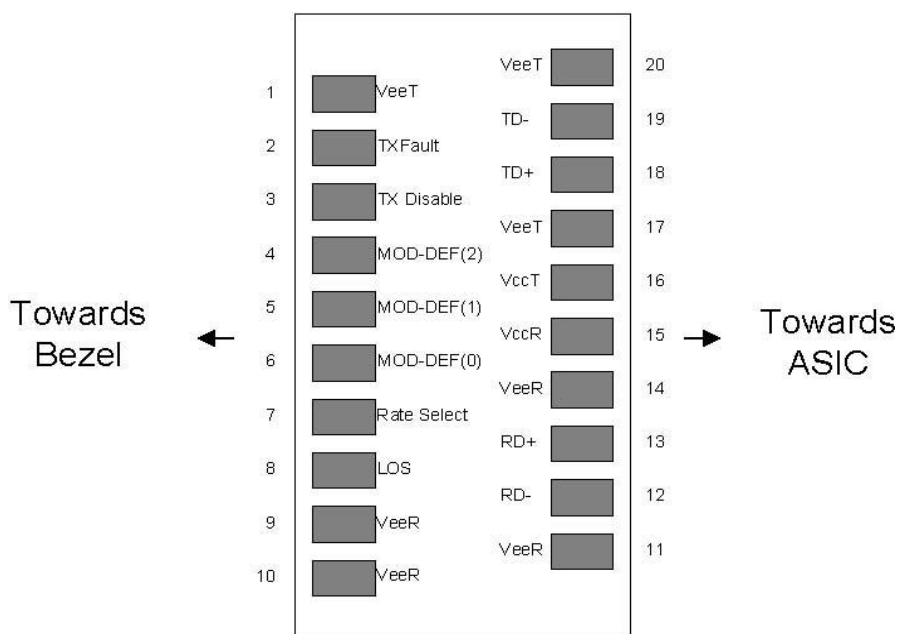 Towards
Bezel
1 VeeT
2 TXFault
3 TX Disable
4 MOD-DEF(2)
5 MOD-DEF(1)
6 MOD-DEF(0)
7 Rate Select
8 LOS
9 VeeR
10 VeeR
VeeT 20
TD- 19
TD+ 18
VeeT 17
VccT 16
VccR 15
VeeR 14
RD+ 13
RD- 12
VeeR 11
Towards
ASIC